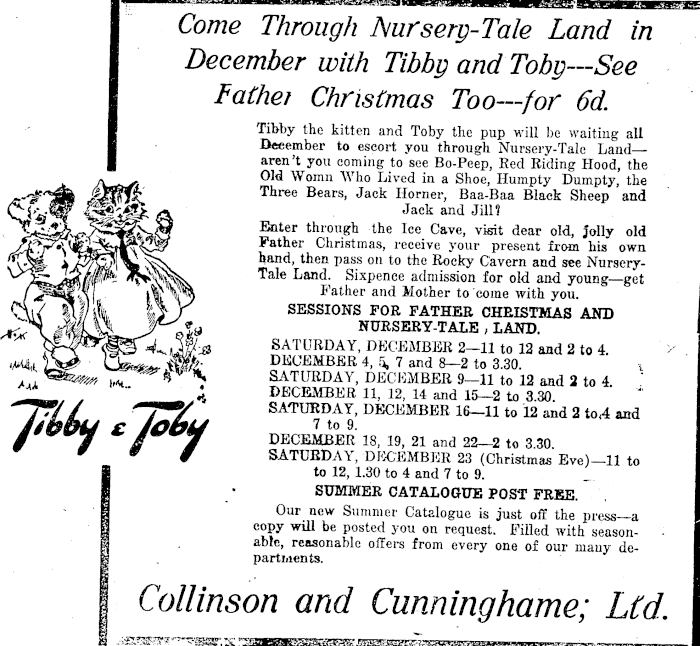 Come Through Nursery-Tale Land in
December with Tibby and Toby---See
Father Christmas Too---for 6d.
Tibby the kitten and Toby the pup will be waiting all
December to escort you through Nursery-Tale Land—
aren't you coming to see Bo-Peep, Red Riding Hood, the
Old Womn Who Lived in a Shoe, Humpty Dumpty, the
Three Bears, Jack Horner, Baa-Baa Black Sheep and
Jack and Jill?
Enter through the Ice Cave, visit dear old, jolly old
Father Christmas, receive your present from his own
hand, then pass on to the Rocky Cavern and see Nursery-
Tale Land. Sixpence admission for old and young—get
Father and Mother to come with you.
SESSIONS FOR FATHER CHRISTMAS AND
NURSERY-TALE LAND.
SATURDAY, DECEMBER 2—11 to 12 and 2 to 4.
DECEMBER 4, 5, 7 and 8—2 to 3.30.
SATURDAY, DECEMBER 9—11 to 12 and 2 to 4.
DECEMBER 11, 12, 14 and 15—2 to 3.30.
SATURDAY, DECEMBER 16—11 to 12 and 2 to 4 and
7 to 9.
DECEMBER 18, 19, 21 and 22—2 to 3.30.
SATURDAY, DECEMBER 23 (Christmas Eve)—11 to
to 12, 1.30 to 4 and 7 to 9.
Tibby & Toby
SUMMER CATALOGUE POST FREE.
Our new Summer Catalogue is just off the press—a
copy will be posted you on request. Filled with season-
able, reasonable offers from every one of our many de-
partments.
Collinson and Cunninghame; Ltd.